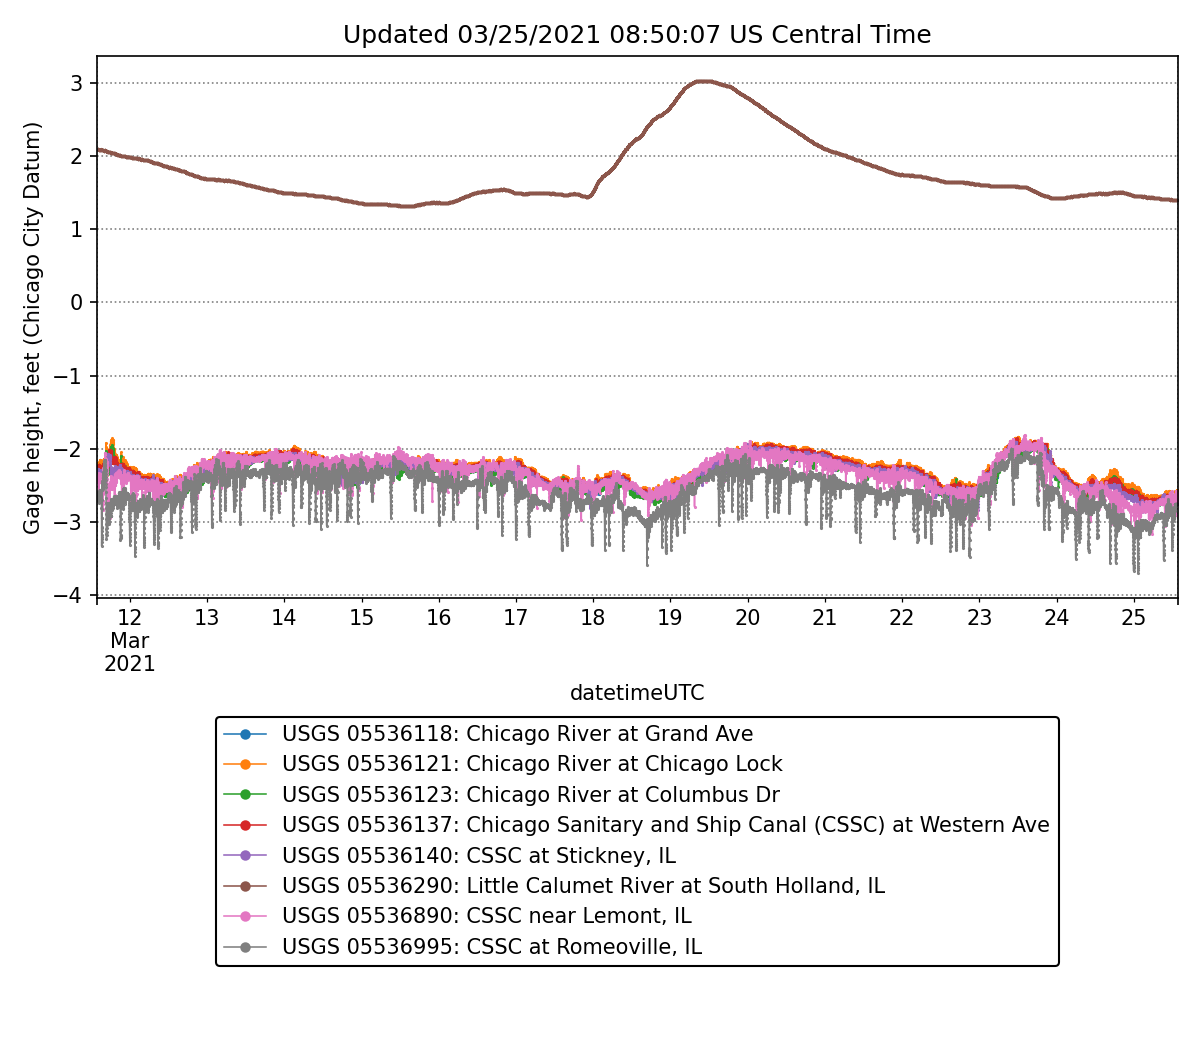 Updated 03/25/2021 08:50:07 US Central Time
Gage height, feet (Chicago City Datum)
3
2
1
0
−1
−2
−3
−4
12 13 14 15 16 17 18 19 20 21 22 23 24 25
Mar
2021
datetimeUTC
USGS 05536118: Chicago River at Grand Ave
USGS 05536121: Chicago River at Chicago Lock
USGS 05536123: Chicago River at Columbus Dr
USGS 05536137: Chicago Sanitary and Ship Canal (CSSC) at Western Ave
USGS 05536140: CSSC at Stickney, IL
USGS 05536290: Little Calumet River at South Holland, IL
USGS 05536890: CSSC near Lemont, IL
USGS 05536995: CSSC at Romeoville, IL